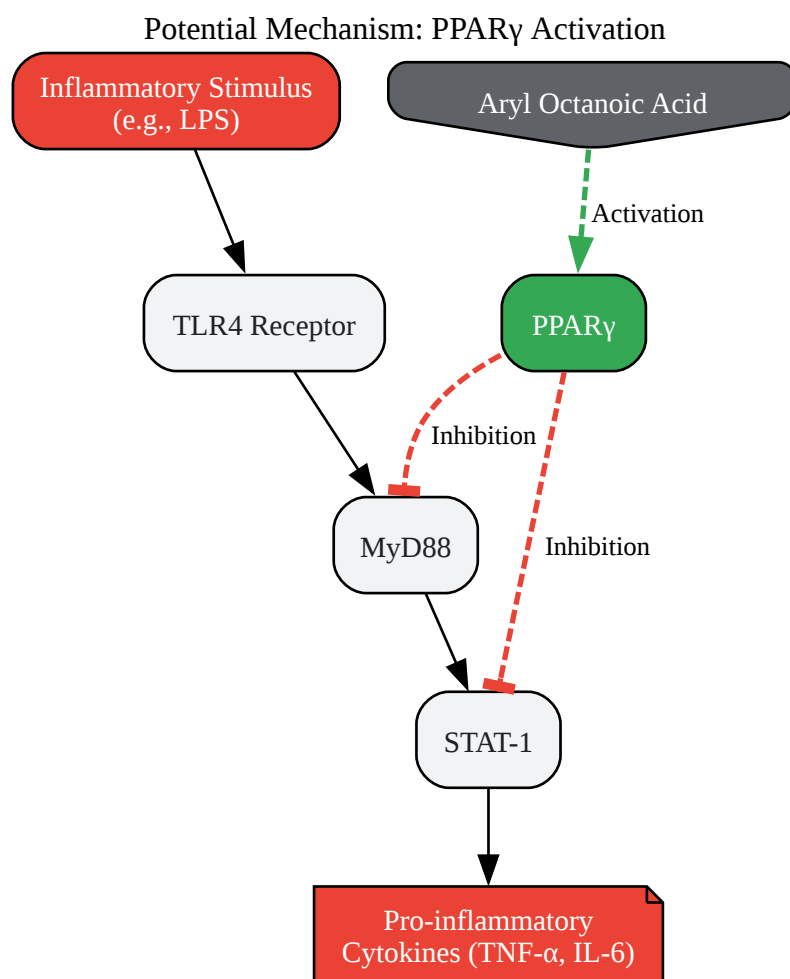 Potential Mechanism: PPARγ Activation
Inflammatory Stimulus
(e.g., LPS)
Aryl Octanoic Acid
Activation
TLR4 Receptor
PPARγ
Inhibition
MyD88
Inhibition
STAT-1
Pro-inflammatory
Cytokines (TNF-α, IL-6)